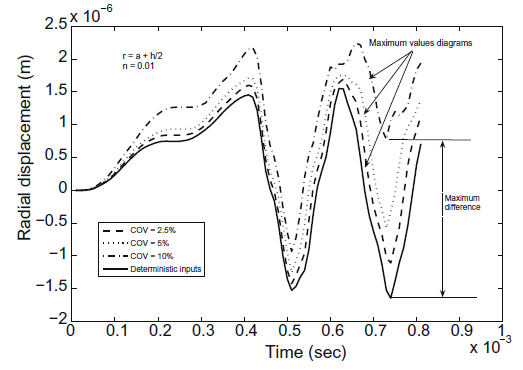 x 10⁻⁶
2.5
2
1.5
1
0.5
0
−0.5
−1
−1.5
−2
Radial displacement (m)
r = a + h/2
n = 0.01
Maximum values diagrams
Maximum
difference
COV = 2.5%
COV = 5%
COV = 10%
Deterministic inputs
0 0.1 0.2 0.3 0.4 0.5 0.6 0.7 0.8 0.9 1
x 10⁻³
Time (sec)